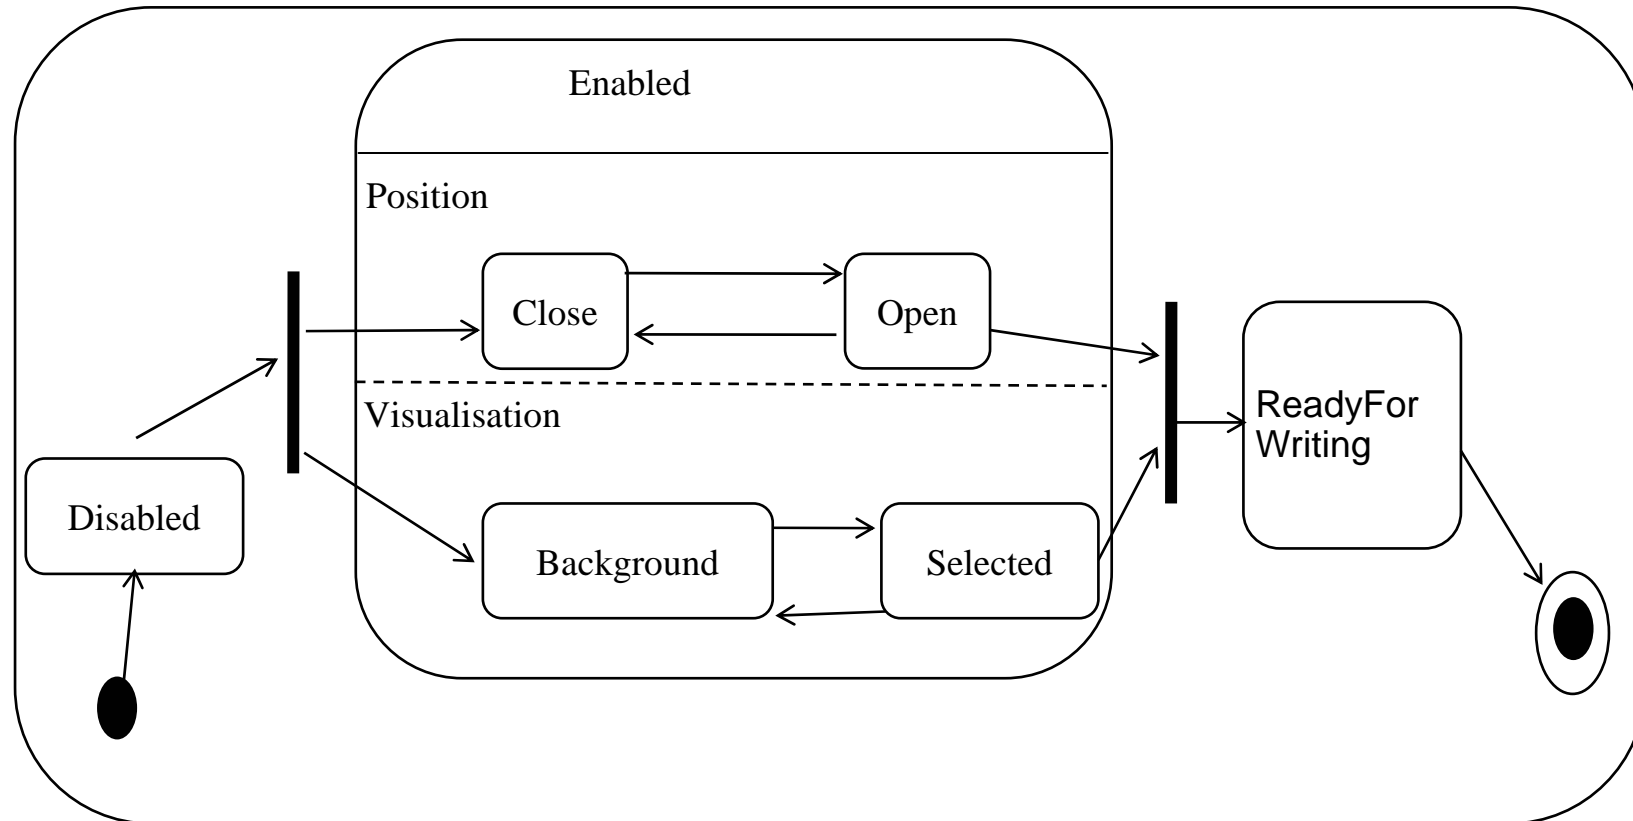 Enabled
Position
Close
Open
Visualisation
ReadyFor
Writing
Disabled
Background
Selected